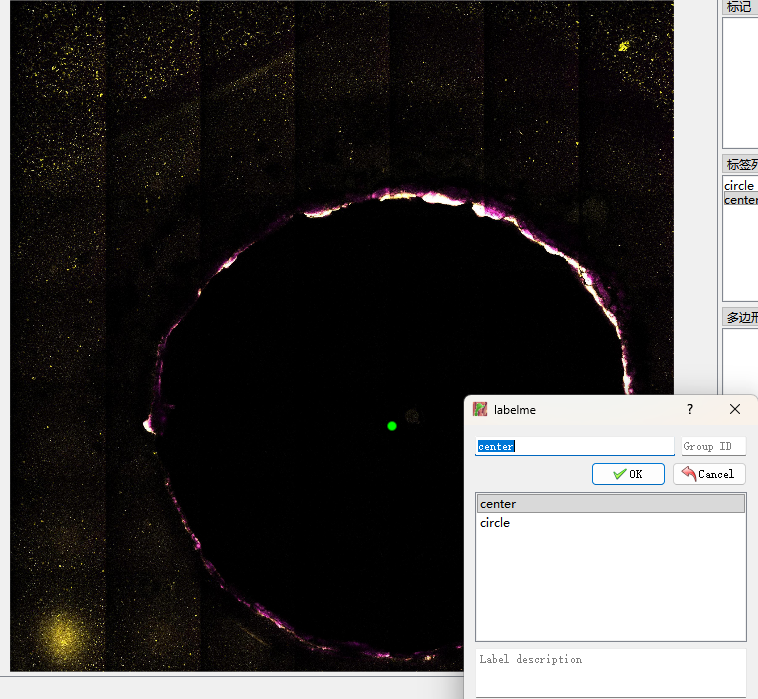 标记
标签列
circle
center
多边形
labelme
?
center
Group ID
OK
Cancel
center
circle
Label description